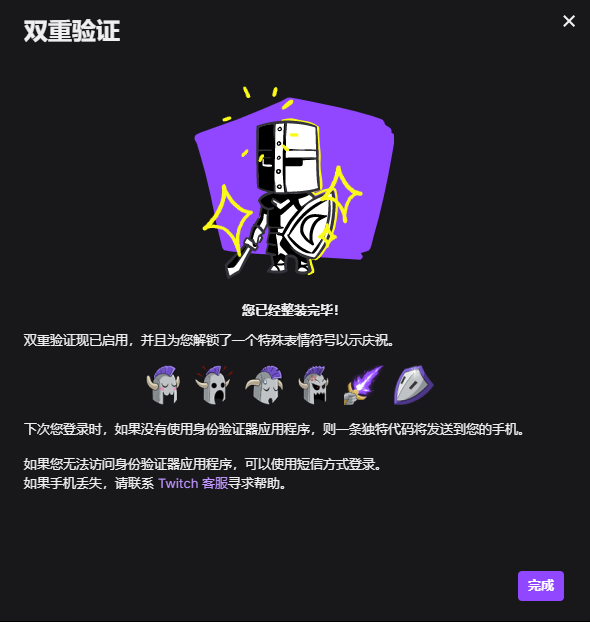 双重验证
您已经整装完毕!
双重验证现已启用，并且为您解锁了一个特殊表情符号以示庆祝。
下次您登录时，如果没有使用身份验证器应用程序，则一条独特代码将发送到您的手机。
如果您无法访问身份验证器应用程序，可以使用短信方式登录。
如果手机丢失，请联系 Twitch 客服寻求帮助。
完成